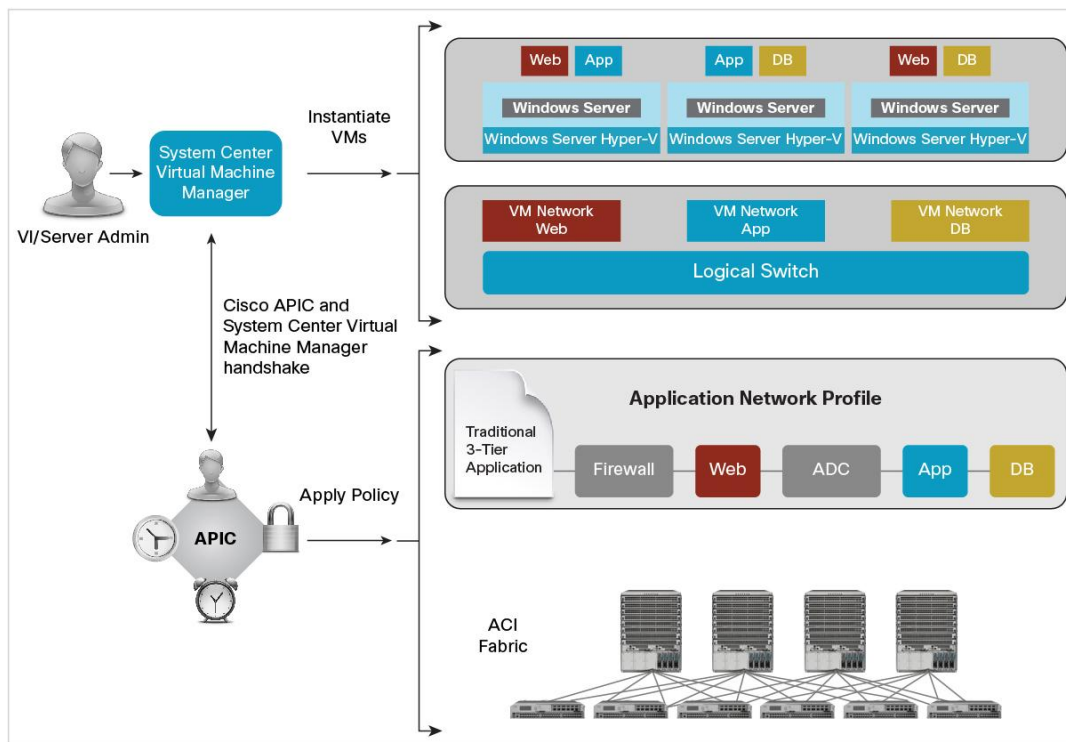 Web
App
App
DB
Web
DB
Windows Server
Windows Server
Windows Server
Windows Server Hyper-V
Windows Server Hyper-V
Windows Server Hyper-V
Instantiate
VMs
System Center
Virtual Machine
Manager
VI/Server Admin
VM Network
Web
VM Network
App
VM Network
DB
Logical Switch
Cisco APIC and
System Center Virtual
Machine Manager
handshake
Application Network Profile
Traditional
3-Tier
Application
Firewall
Web
ADC
App
DB
Apply Policy
APIC
ACI
Fabric